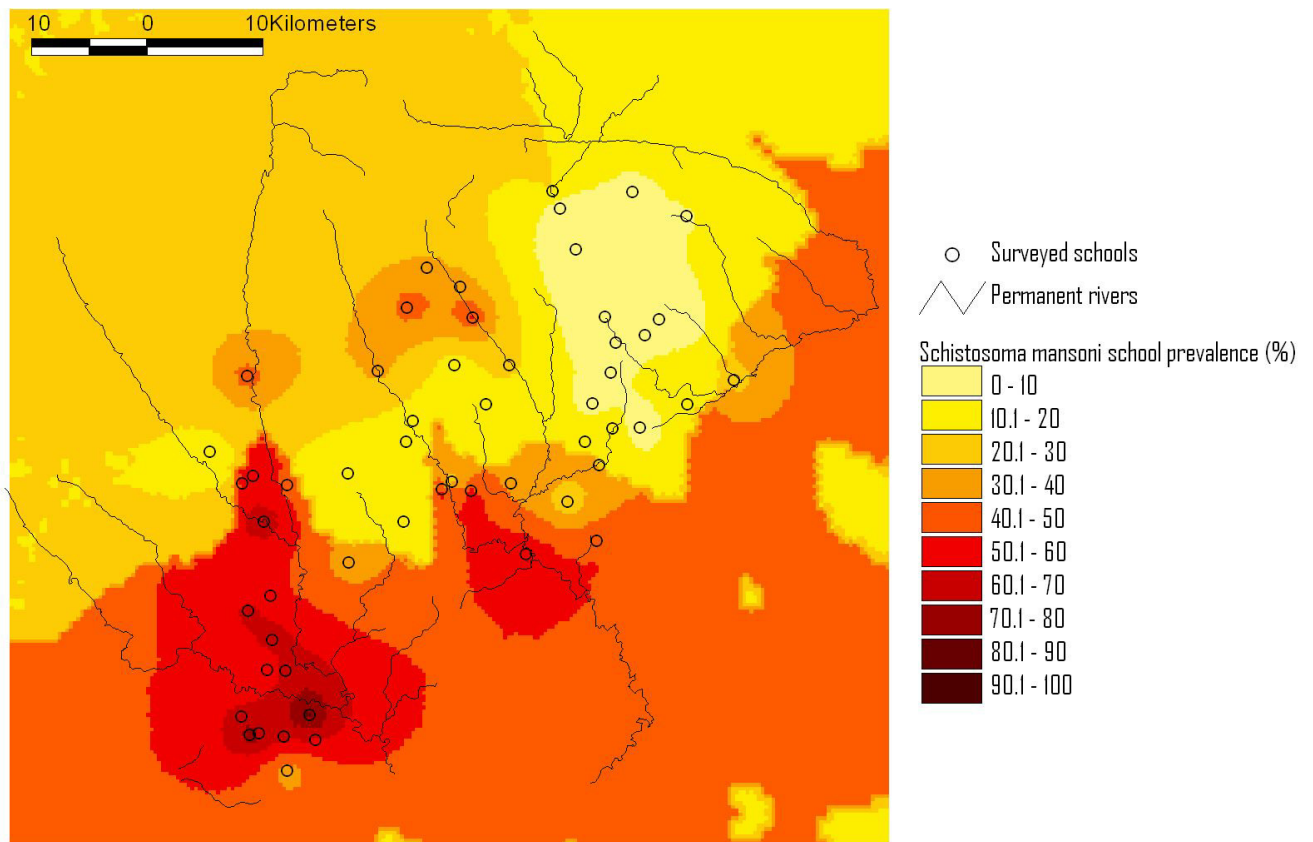 10 0 10Kilometers
Surveyed schools
Permanent rivers
Schistosoma mansoni school prevalence (%)
0 - 10
10.1 - 20
20.1 - 30
30.1 - 40
40.1 - 50
50.1 - 60
60.1 - 70
70.1 - 80
80.1 - 90
90.1 - 100